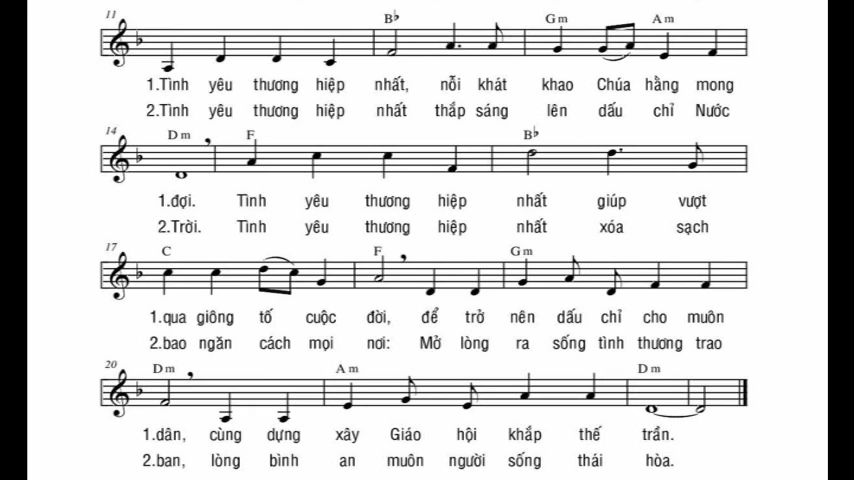 11 B♭ Gm Am
1.Tình yêu thương hiệp nhất, nỗi khát khao Chúa hằng mong
2.Tình yêu thương hiệp nhất thắp sáng lên dấu chỉ Nước
14 Dm F B♭
1.đợi. Tình yêu thương hiệp nhất giúp vượt
2.Trời. Tình yêu thương hiệp nhất xóa sạch
17 C F Gm
1.qua giông tố cuộc đời, để trở nên dấu chỉ cho muôn
2.bao ngăn cách mọi nơi: Mở lòng ra sống tình thương trao
20 Dm Am Dm
1.dân, cùng dựng xây Giáo hội khắp thế trần.
2.ban, lòng bình an muôn người sống thái hòa.